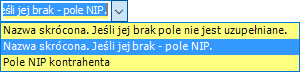 eśli jej brak - pole NIP.
Nazwa skrócona. Jeśli jej brak pole nie jest uzupełniane.
Nazwa skrócona. Jeśli jej brak - pole NIP.
Pole NIP kontrahenta